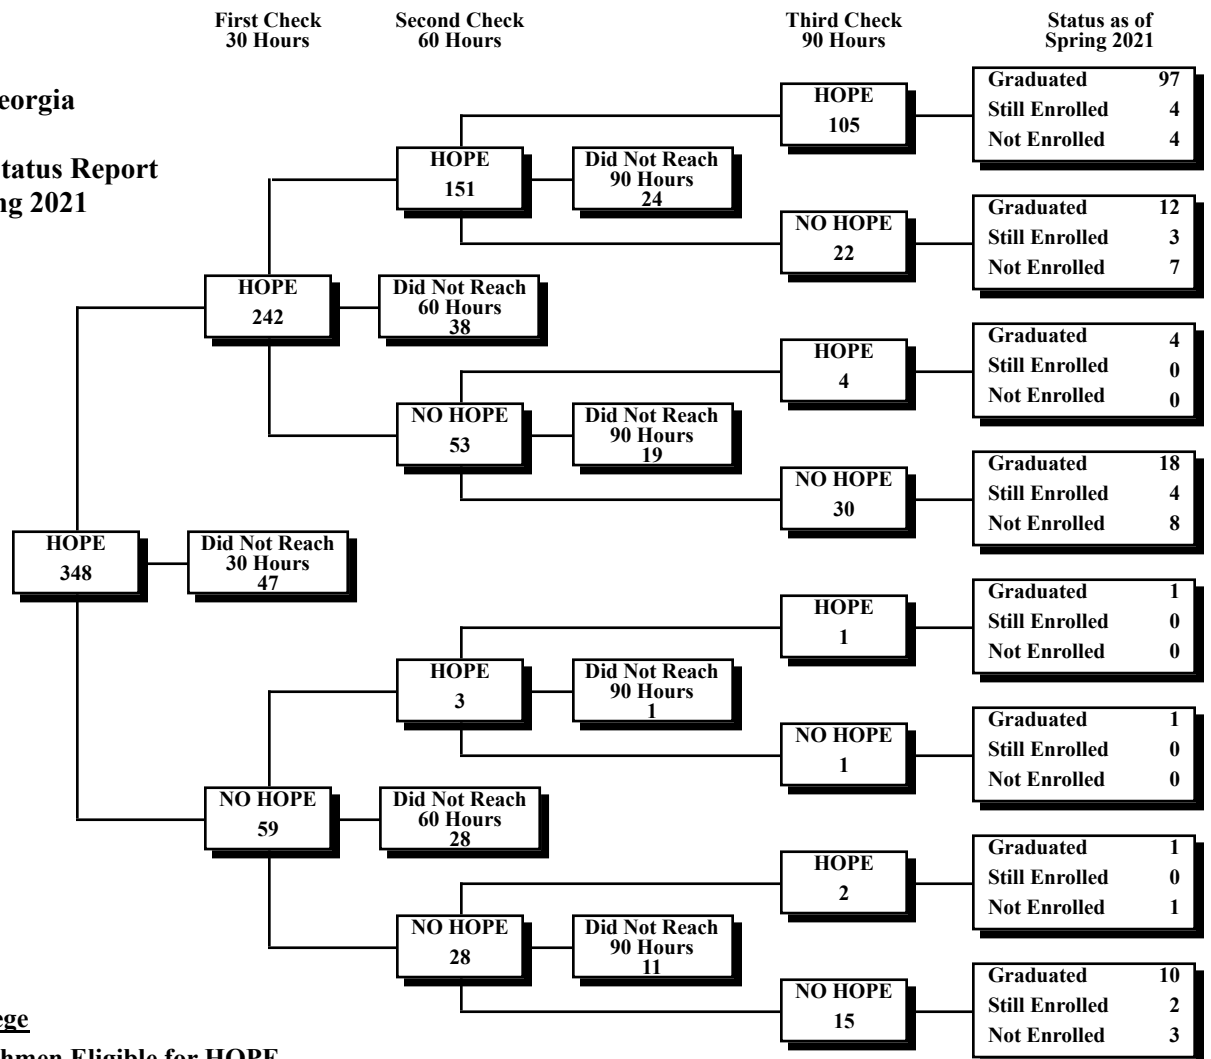 First Check
30 Hours
Second Check
60 Hours
Third Check
90 Hours
Status as of
Spring 2021
eorgia
tatus Report
ng 2021
HOPE
348
Did Not Reach
30 Hours
47
HOPE
242
Did Not Reach
60 Hours
38
NO HOPE
59
Did Not Reach
60 Hours
28
HOPE
151
Did Not Reach
90 Hours
24
NO HOPE
53
Did Not Reach
90 Hours
19
HOPE
3
Did Not Reach
90 Hours
1
NO HOPE
28
Did Not Reach
90 Hours
11
HOPE
105
Graduated 97
Still Enrolled 4
Not Enrolled 4
NO HOPE
22
Graduated 12
Still Enrolled 3
Not Enrolled 7
HOPE
4
Graduated 4
Still Enrolled 0
Not Enrolled 0
NO HOPE
30
Graduated 18
Still Enrolled 4
Not Enrolled 8
HOPE
1
Graduated 1
Still Enrolled 0
Not Enrolled 0
NO HOPE
1
Graduated 1
Still Enrolled 0
Not Enrolled 0
HOPE
2
Graduated 1
Still Enrolled 0
Not Enrolled 1
NO HOPE
15
Graduated 10
Still Enrolled 2
Not Enrolled 3
ege
hmen Eligible for HOPE